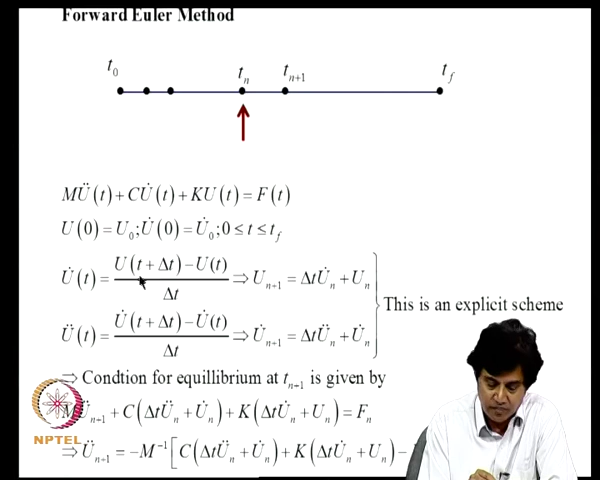 Forward Euler Method
t₀ tₙ tₙ₊₁ t_f
MÜ(t)+CU̇(t)+KU(t)=F(t)
U(0)=U₀;U̇(0)=U̇₀;0≤t≤t_f
U̇(t)=(U(t+Δt)−U(t))/Δt ⇒Uₙ₊₁=ΔtU̇ₙ+Uₙ
This is an explicit scheme
Ü(t)=(U̇(t+Δt)−U̇(t))/Δt ⇒U̇ₙ₊₁=ΔtÜₙ+U̇ₙ
⇒ Condtion for equillibrium at tₙ₊₁ is given by
MÜₙ₊₁+C(ΔtÜₙ+U̇ₙ)+K(ΔtU̇ₙ+Uₙ)=Fₙ
NPTEL
⇒Üₙ₊₁=−M⁻¹[C(ΔtÜₙ+U̇ₙ)+K(ΔtU̇ₙ+Uₙ)−